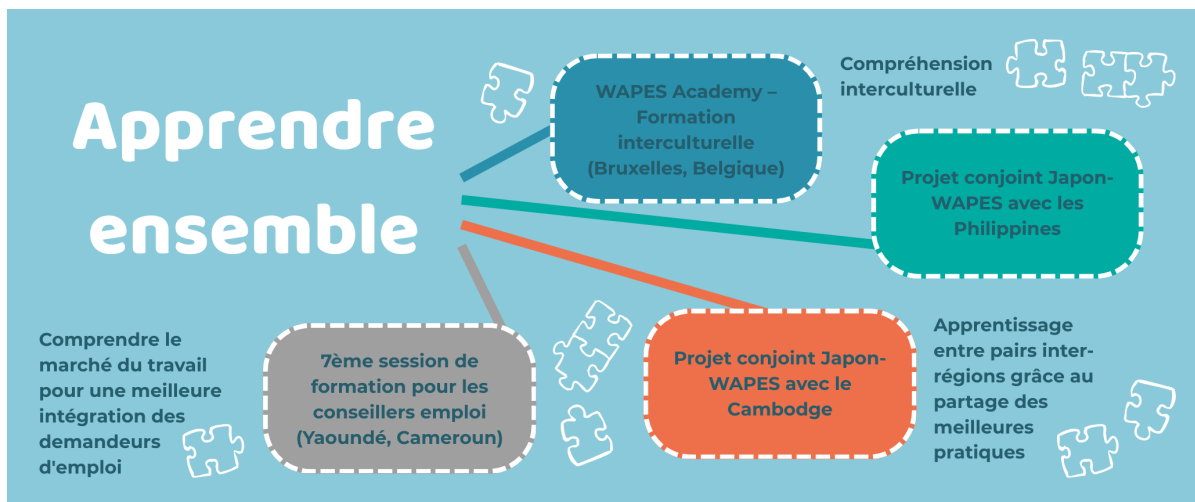 Apprendre
ensemble
WAPES Academy –
Formation
interculturelle
(Bruxelles, Belgique)
Compréhension
interculturelle
Projet conjoint Japon-
WAPES avec les
Philippines
Comprendre le
marché du travail
pour une meilleure
intégration des
demandeurs
d'emploi
7ème session de
formation pour les
conseillers emploi
(Yaoundé, Cameroun)
Projet conjoint Japon-
WAPES avec le
Cambodge
Apprentissage
entre pairs inter-
régions grâce au
partage des
meilleures
pratiques